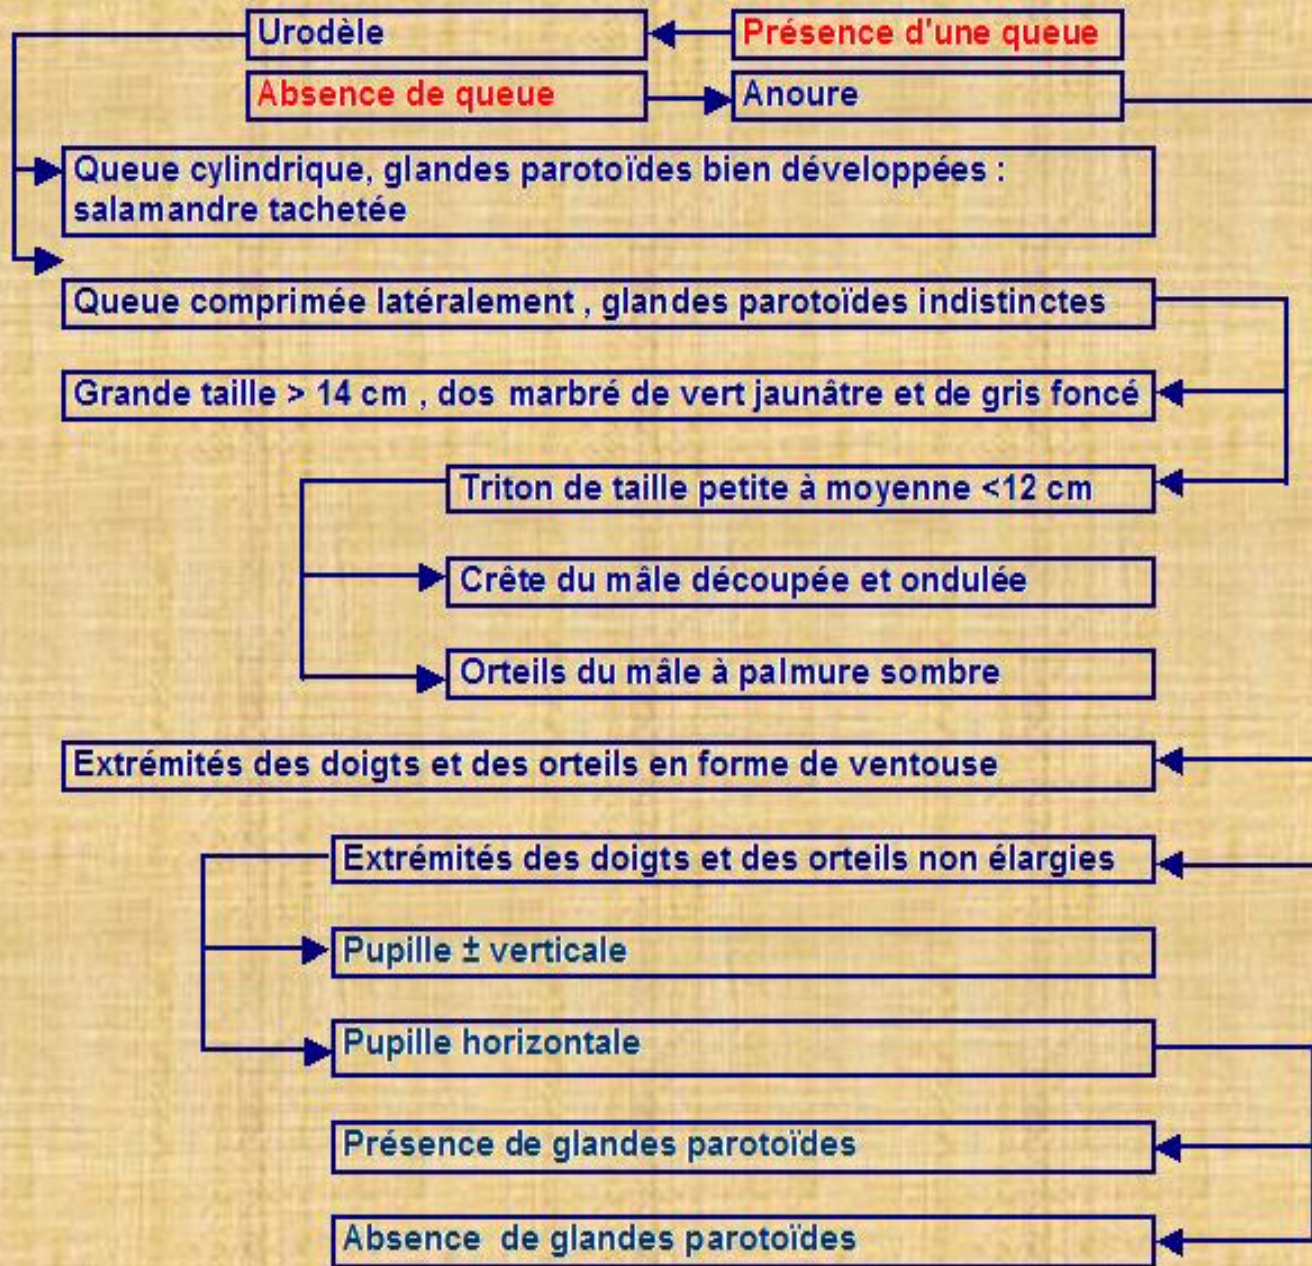 Urodèle
Présence d'une queue
Absence de queue
Anoure
Queue cylindrique, glandes parotoïdes bien développées :
salamandre tachetée
Queue comprimée latéralement , glandes parotoïdes indistinctes
Grande taille > 14 cm , dos marbré de vert jaunâtre et de gris foncé
Triton de taille petite à moyenne <12 cm
Crête du mâle découpée et ondulée
Orteils du mâle à palmure sombre
Extrémités des doigts et des orteils en forme de ventouse
Extrémités des doigts et des orteils non élargies
Pupille ± verticale
Pupille horizontale
Présence de glandes parotoïdes
Absence de glandes parotoïdes